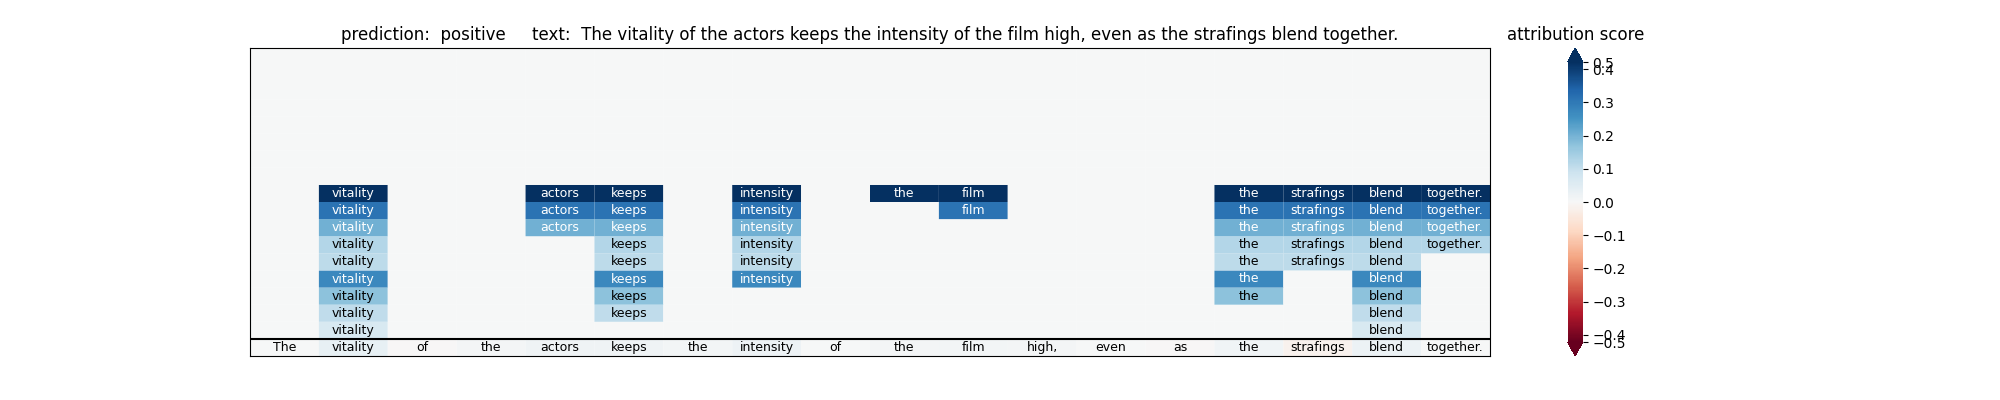 prediction:  positive     text:  The vitality of the actors keeps the intensity of the film high, even as the strafings blend together.
attribution score
vitality actors keeps intensity the film the strafings blend together.
vitality actors keeps intensity film the strafings blend together.
vitality actors keeps intensity the strafings blend together.
vitality keeps intensity the strafings blend together.
vitality keeps intensity the strafings blend
vitality keeps intensity the blend
vitality keeps the blend
vitality keeps blend
vitality blend
The vitality of the actors keeps the intensity of the film high, even as the strafings blend together.
0.5
0.4
0.3
0.2
0.1
0.0
−0.1
−0.2
−0.3
−0.4
−0.5